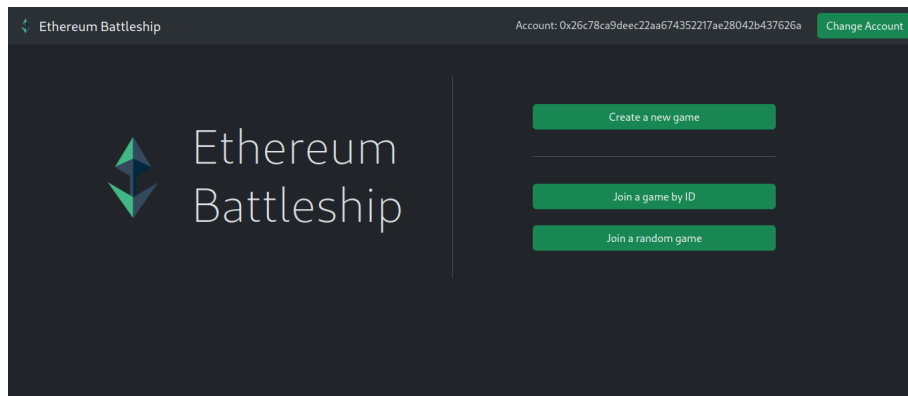 Ethereum Battleship
Account: 0x26c78ca9deec22aa674352217ae28042b437626a
Change Account
Ethereum
Battleship
Create a new game
Join a game by ID
Join a random game